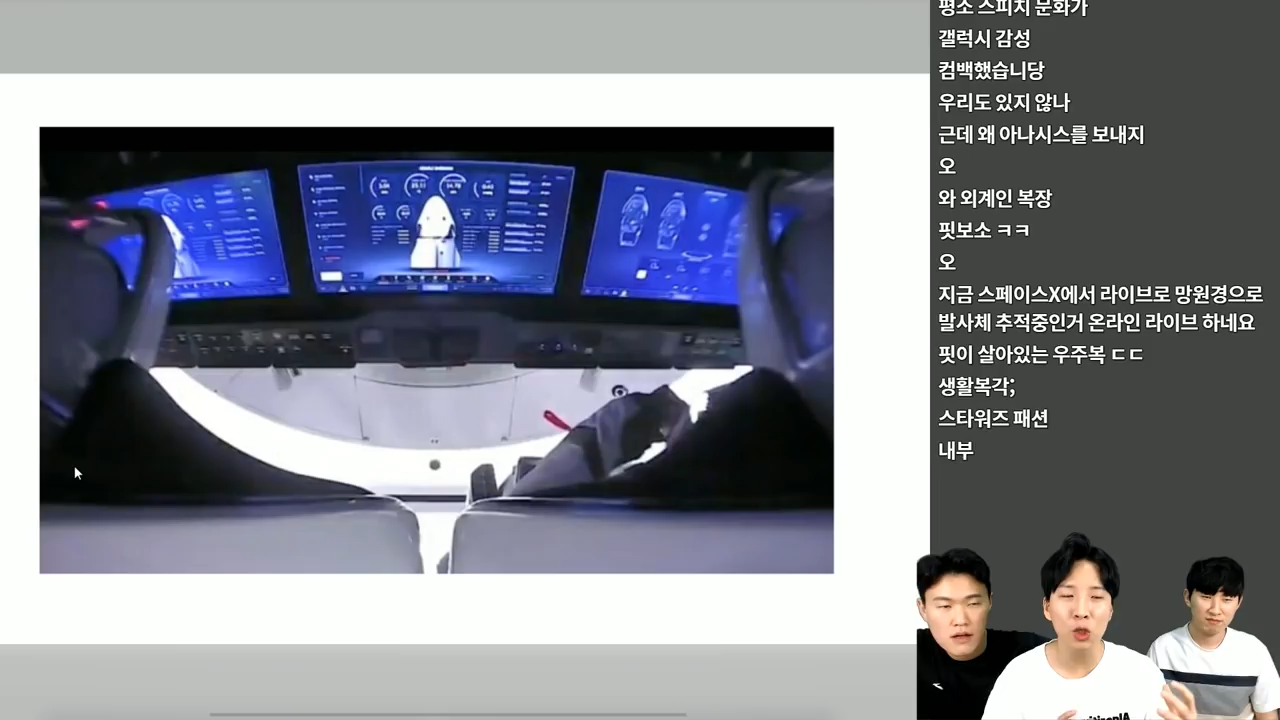 평소 스피치 문화가
갤럭시 감성
컴백했습니당
우리도 있지 않나
근데 왜 아나시스를 보내지
오
와 외계인 복장
핏보소 ㅋㅋ
오
지금 스페이스X에서 라이브로 망원경으로
발사체 추적중인거 온라인 라이브 하네요
핏이 살아있는 우주복 ㄷㄷ
생활복각;
스타워즈 패션
내부